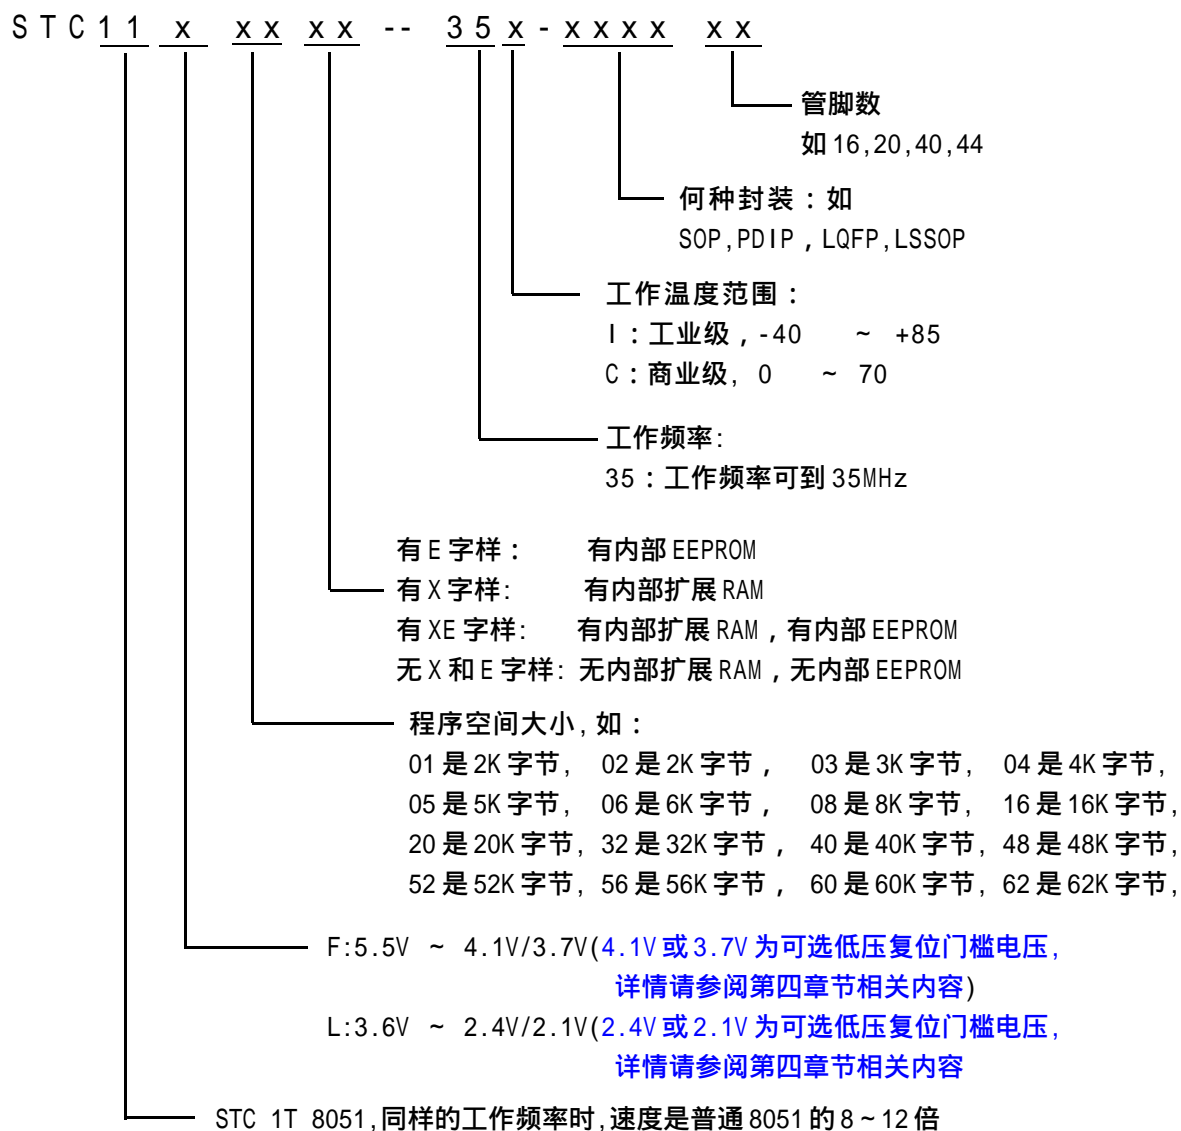 STC11 x xx xx -- 35x-xxxx xx
管脚数
如16,20,40,44
何种封装：如
SOP,PDIP，LQFP,LSSOP
工作温度范围：
I：工业级，-40 ~ +85
C：商业级, 0 ~ 70
工作频率:
35：工作频率可到35MHz
有E字样： 有内部EEPROM
有X字样: 有内部扩展RAM
有XE字样: 有内部扩展RAM，有内部EEPROM
无X和E字样: 无内部扩展RAM，无内部EEPROM
程序空间大小,如：
01是2K字节, 02是2K字节， 03是3K字节, 04是4K字节,
05是5K字节, 06是6K字节， 08是8K字节, 16是16K字节,
20是20K字节, 32是32K字节， 40是40K字节, 48是48K字节,
52是52K字节, 56是56K字节， 60是60K字节, 62是62K字节,
F:5.5V ~ 4.1V/3.7V(4.1V或3.7V为可选低压复位门槛电压,
详情请参阅第四章节相关内容)
L:3.6V ~ 2.4V/2.1V(2.4V或2.1V为可选低压复位门槛电压,
详情请参阅第四章节相关内容
STC 1T 8051,同样的工作频率时,速度是普通8051的8~12倍